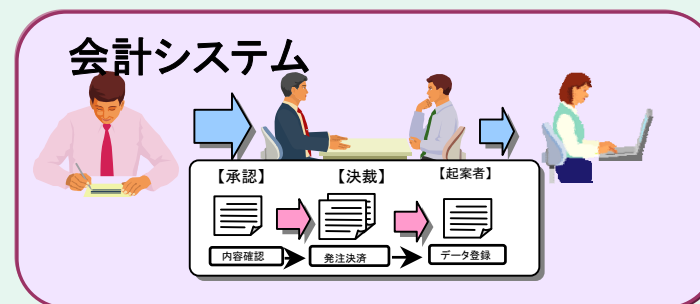 会計システム
【承認】
【決裁】
【起案者】
内容確認
発注決済
データ登録